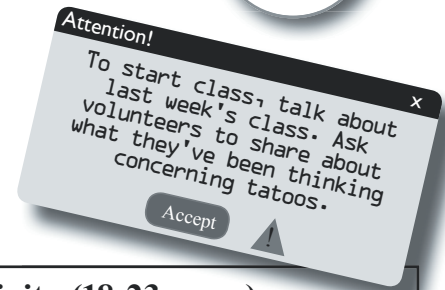 Attention!
x
To start class, talk about
last week's class. Ask
volunteers to share about
what they've been thinking
concerning tatoos.
Accept
!